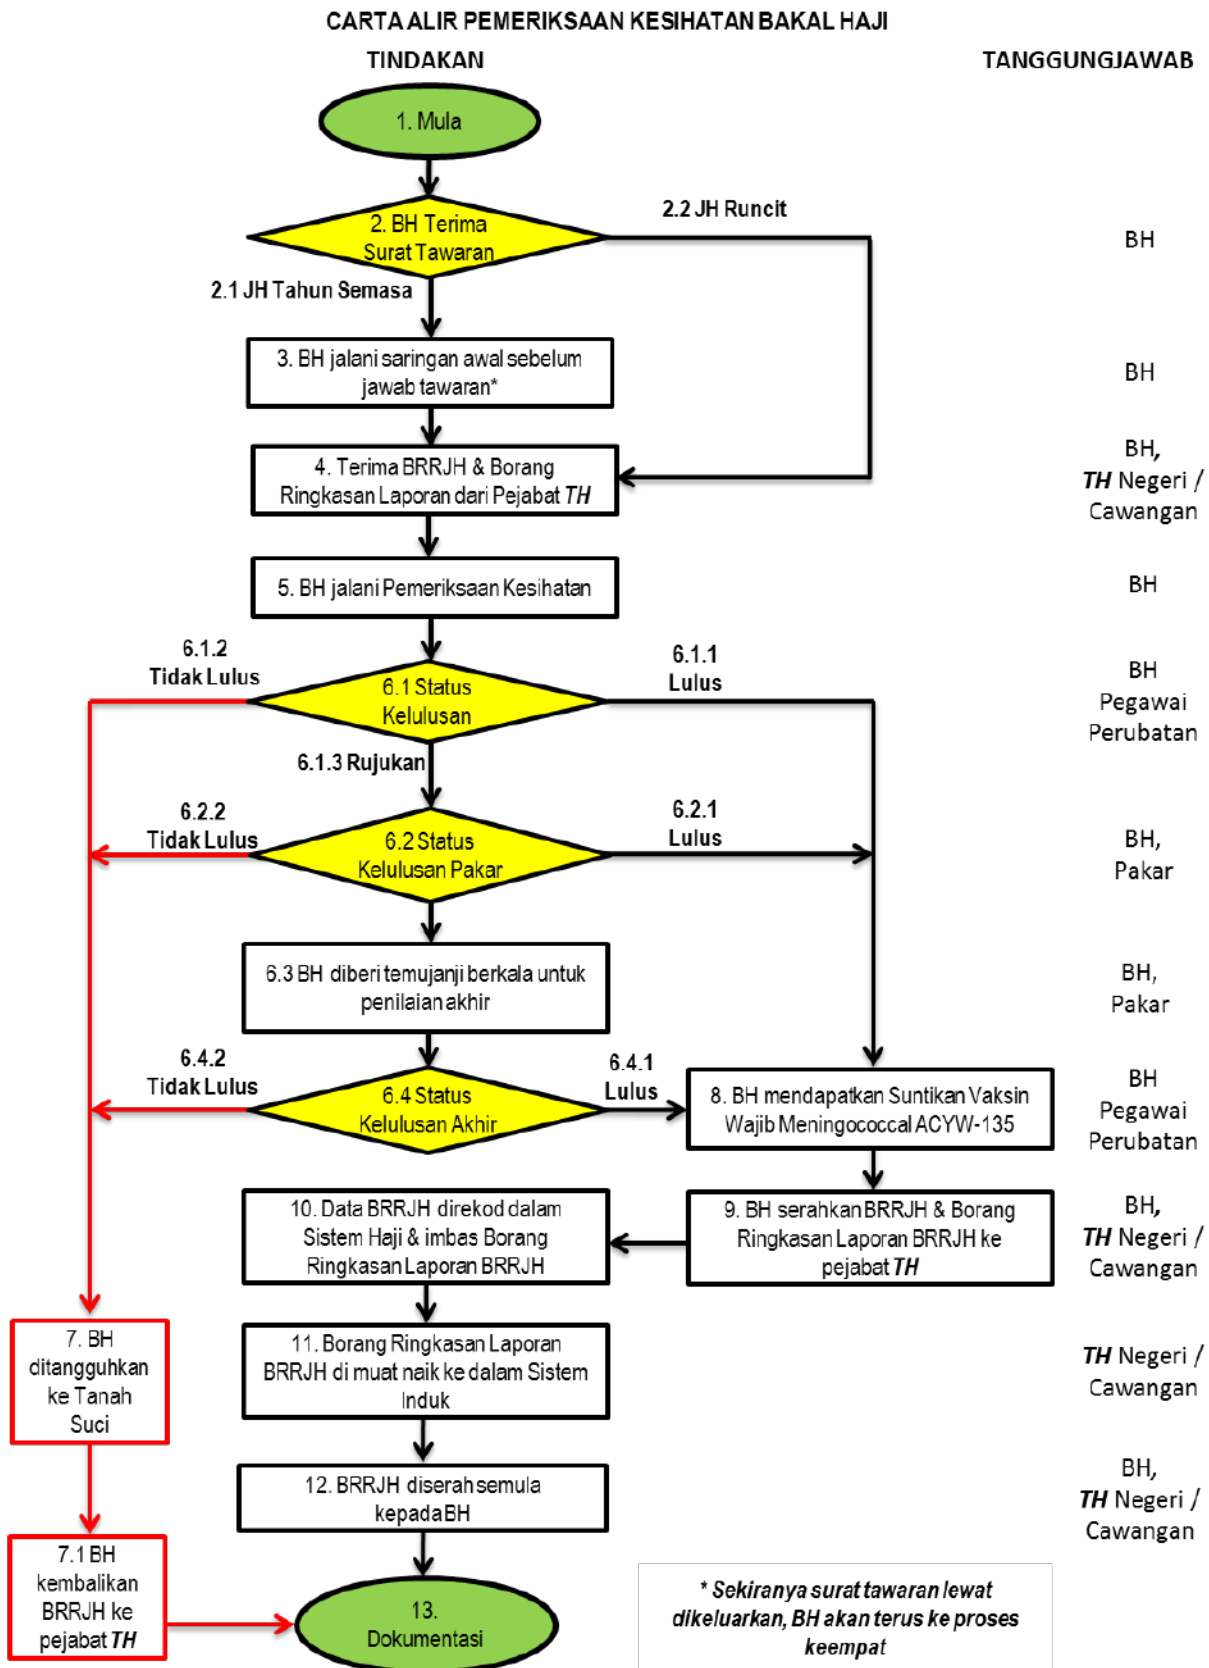 CARTA ALIR PEMERIKSAAN KESIHATAN BAKAL HAJI
TINDAKAN
TANGGUNGJAWAB
1. Mula
2. BH Terima
Surat Tawaran
2.2 JH Runcit
BH
2.1 JH Tahun Semasa
3. BH jalani saringan awal sebelum
jawab tawaran*
BH
4. Terima BRRJH & Borang
Ringkasan Laporan dari Pejabat TH
BH,
TH Negeri /
Cawangan
5. BH jalani Pemeriksaan Kesihatan
BH
6.1.2
Tidak Lulus
6.1 Status
Kelulusan
6.1.1
Lulus
BH
Pegawai
Perubatan
6.1.3 Rujukan
6.2.2
Tidak Lulus
6.2 Status
Kelulusan Pakar
6.2.1
Lulus
BH,
Pakar
6.3 BH diberi temujanji berkala untuk
penilaian akhir
BH,
Pakar
6.4.2
Tidak Lulus
6.4 Status
Kelulusan Akhir
6.4.1
Lulus
8. BH mendapatkan Suntikan Vaksin
Wajib Meningococcal ACYW-135
BH
Pegawai
Perubatan
10. Data BRRJH direkod dalam
Sistem Haji & imbas Borang
Ringkasan Laporan BRRJH
9. BH serahkan BRRJH & Borang
Ringkasan Laporan BRRJH ke
pejabat TH
BH,
TH Negeri /
Cawangan
7. BH
ditangguhkan
ke Tanah
Suci
11. Borang Ringkasan Laporan
BRRJH di muat naik ke dalam Sistem
Induk
TH Negeri /
Cawangan
12. BRRJH diserah semula
kepada BH
BH,
TH Negeri /
Cawangan
7.1 BH
kembalikan
BRRJH ke
pejabat TH
13.
Dokumentasi
* Sekiranya surat tawaran lewat
dikeluarkan, BH akan terus ke proses
keempat